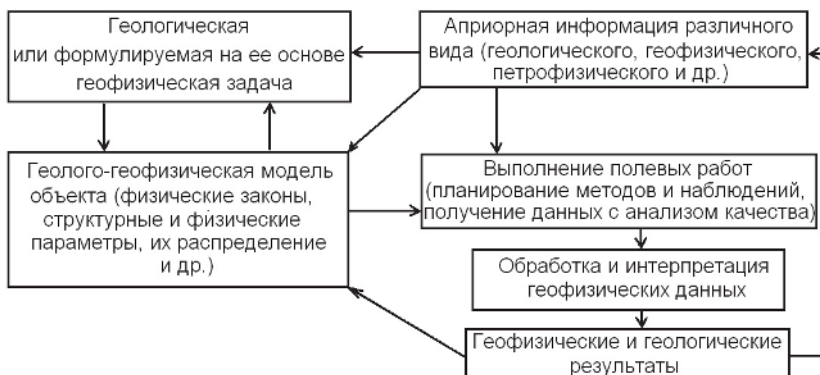 Геологическая
или формулируемая на ее основе
геофизическая задача
Априорная информация различного
вида (геологического, геофизического,
петрофизического и др.)
Геолого-геофизическая модель
объекта (физические законы,
структурные и физические
параметры, их распределение
и др.)
Выполнение полевых работ
(планирование методов и наблюдений,
получение данных с анализом качества)
Обработка и интерпретация
геофизических данных
Геофизические и геологические
результаты